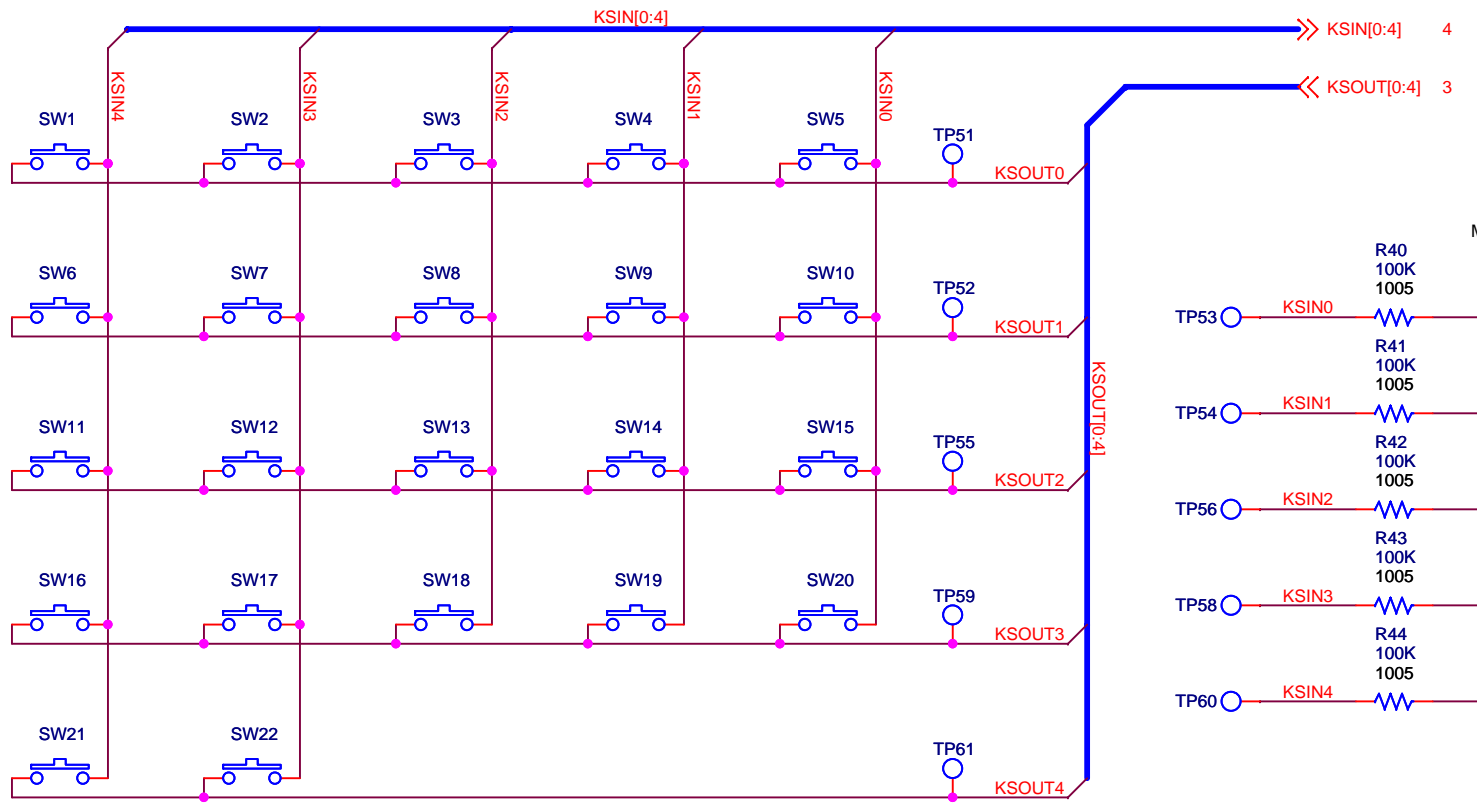 KSIN[0:4]
KSIN[0:4] 4
KSOUT[0:4] 3
KSIN4
KSIN3
KSIN2
KSIN1
KSIN0
SW1 SW2 SW3 SW4 SW5 TP51
KSOUT0
SW6 SW7 SW8 SW9 SW10 TP52
KSOUT1
SW11 SW12 SW13 SW14 SW15 TP55
KSOUT2
SW16 SW17 SW18 SW19 SW20 TP59
KSOUT3
SW21 SW22 TP61
KSOUT4
KSOUT[0:4]
R40
100K
1005
TP53 KSIN0
R41
100K
1005
TP54 KSIN1
R42
100K
1005
TP56 KSIN2
R43
100K
1005
TP58 KSIN3
R44
100K
1005
TP60 KSIN4